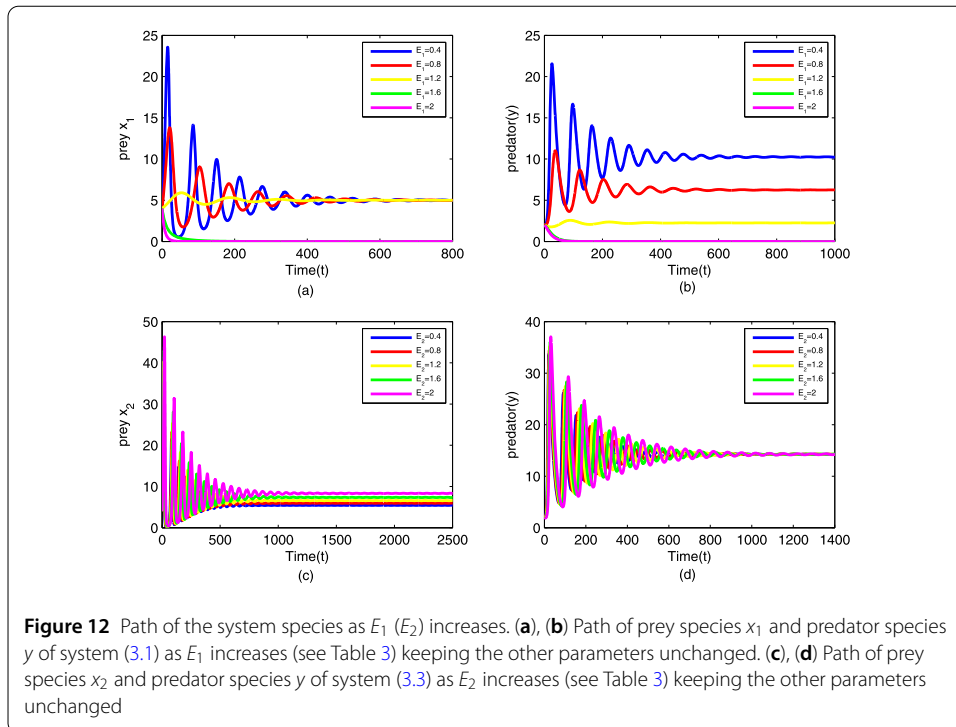 25
20
15
10
5
0
prey x₁
0 200 400 600 800
Time(t)
(a)
E₁=0.4
E₁=0.8
E₁=1.2
E₁=1.6
E₁=2
25
20
15
10
5
0
predator(y)
0 200 400 600 800 1000
Time(t)
(b)
E₁=0.4
E₁=0.8
E₁=1.2
E₁=1.6
E₁=2
50
40
30
20
10
0
prey x₂
0 500 1000 1500 2000 2500
Time(t)
(c)
E₂=0.4
E₂=0.8
E₂=1.2
E₂=1.6
E₂=2
40
30
20
10
0
predator(y)
0 200 400 600 800 1000 1200 1400
Time(t)
(d)
E₂=0.4
E₂=0.8
E₂=1.2
E₂=1.6
E₂=2
Figure 12 Path of the system species as E₁ (E₂) increases. (a), (b) Path of prey species x₁ and predator species
y of system (3.1) as E₁ increases (see Table 3) keeping the other parameters unchanged. (c), (d) Path of prey
species x₂ and predator species y of system (3.3) as E₂ increases (see Table 3) keeping the other parameters
unchanged